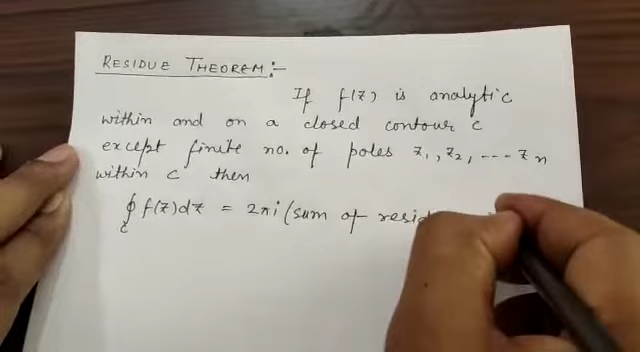 RESIDUE THEOREM:-
If f(z) is analytic
within and on a closed contour c
except finite no. of poles z₁, z₂, ---- zₙ
within c then
∮_c f(z)dz = 2πi (sum of